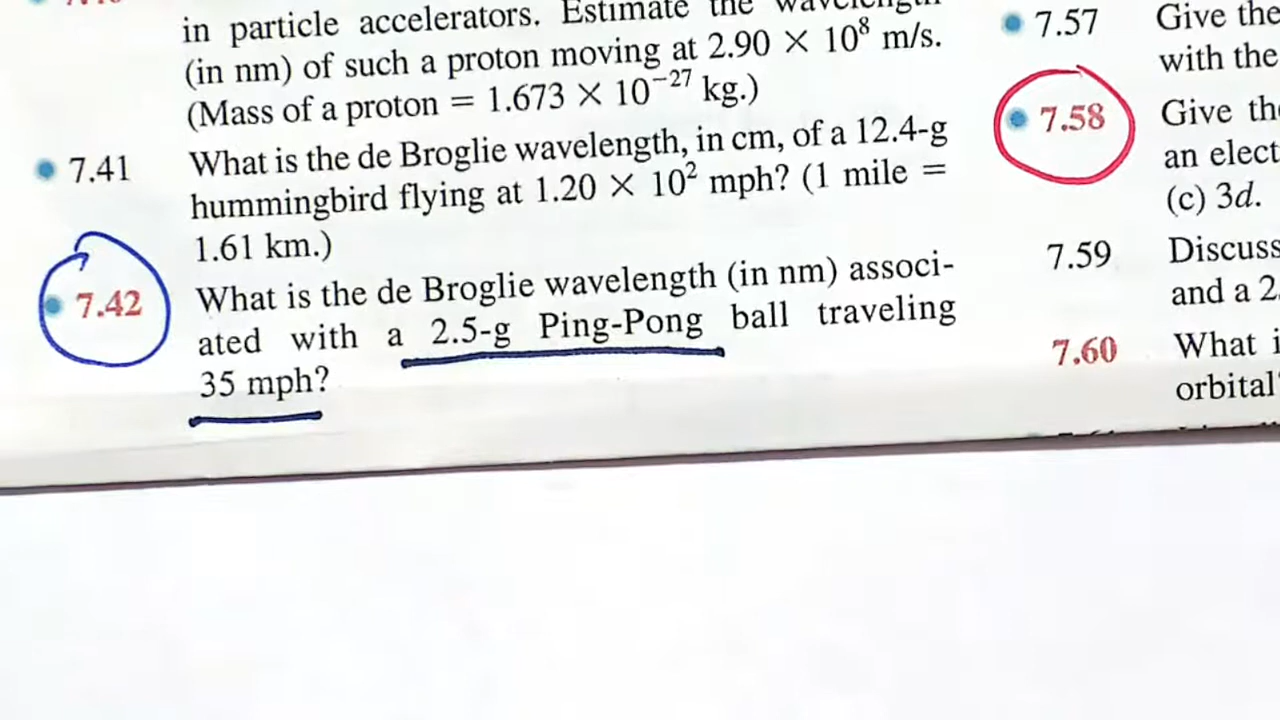 in particle accelerators. Estimate the wavelength
(in nm) of such a proton moving at 2.90 × 10⁸ m/s.
(Mass of a proton = 1.673 × 10⁻²⁷ kg.)
7.41 What is the de Broglie wavelength, in cm, of a 12.4-g
hummingbird flying at 1.20 × 10² mph? (1 mile =
1.61 km.)
7.42 What is the de Broglie wavelength (in nm) associ-
ated with a 2.5-g Ping-Pong ball traveling
35 mph?
7.57 Give the
with the
7.58 Give the
an elect
(c) 3d.
7.59 Discuss
and a 2
7.60 What i
orbital